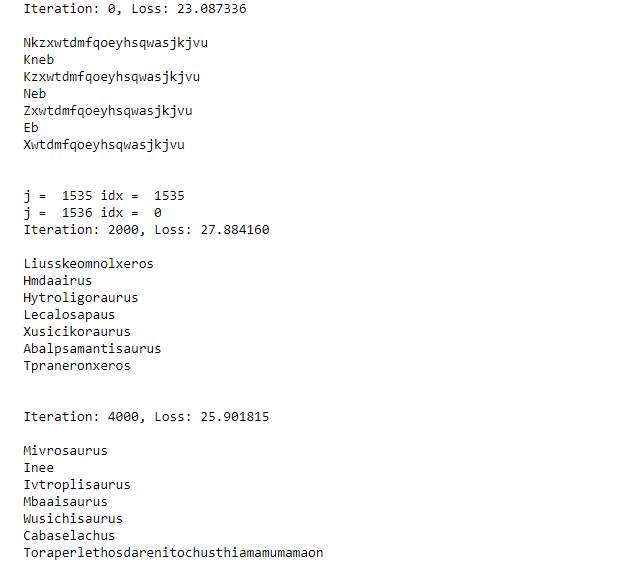 Iteration: 0, Loss: 23.087336
Nkzxwtdmfqoeyhsqwasjkjvu
Kneb
Kzxwtdmfqoeyhsqwasjkjvu
Neb
Zxwtdmfqoeyhsqwasjkjvu
Eb
Xwtdmfqoeyhsqwasjkjvu
j =  1535 idx =  1535
j =  1536 idx =  0
Iteration: 2000, Loss: 27.884160
Liusskeomnolxeros
Hmdaairus
Hytroligoraurus
Lecalosapaus
Xusicikoraurus
Abalpsamantisaurus
Tpraneronxeros
Iteration: 4000, Loss: 25.901815
Mivrosaurus
Inee
Ivtroplisaurus
Mbaaisaurus
Wusichisaurus
Cabaselachus
Toraperlethosdarenitochusthiamamumamaon